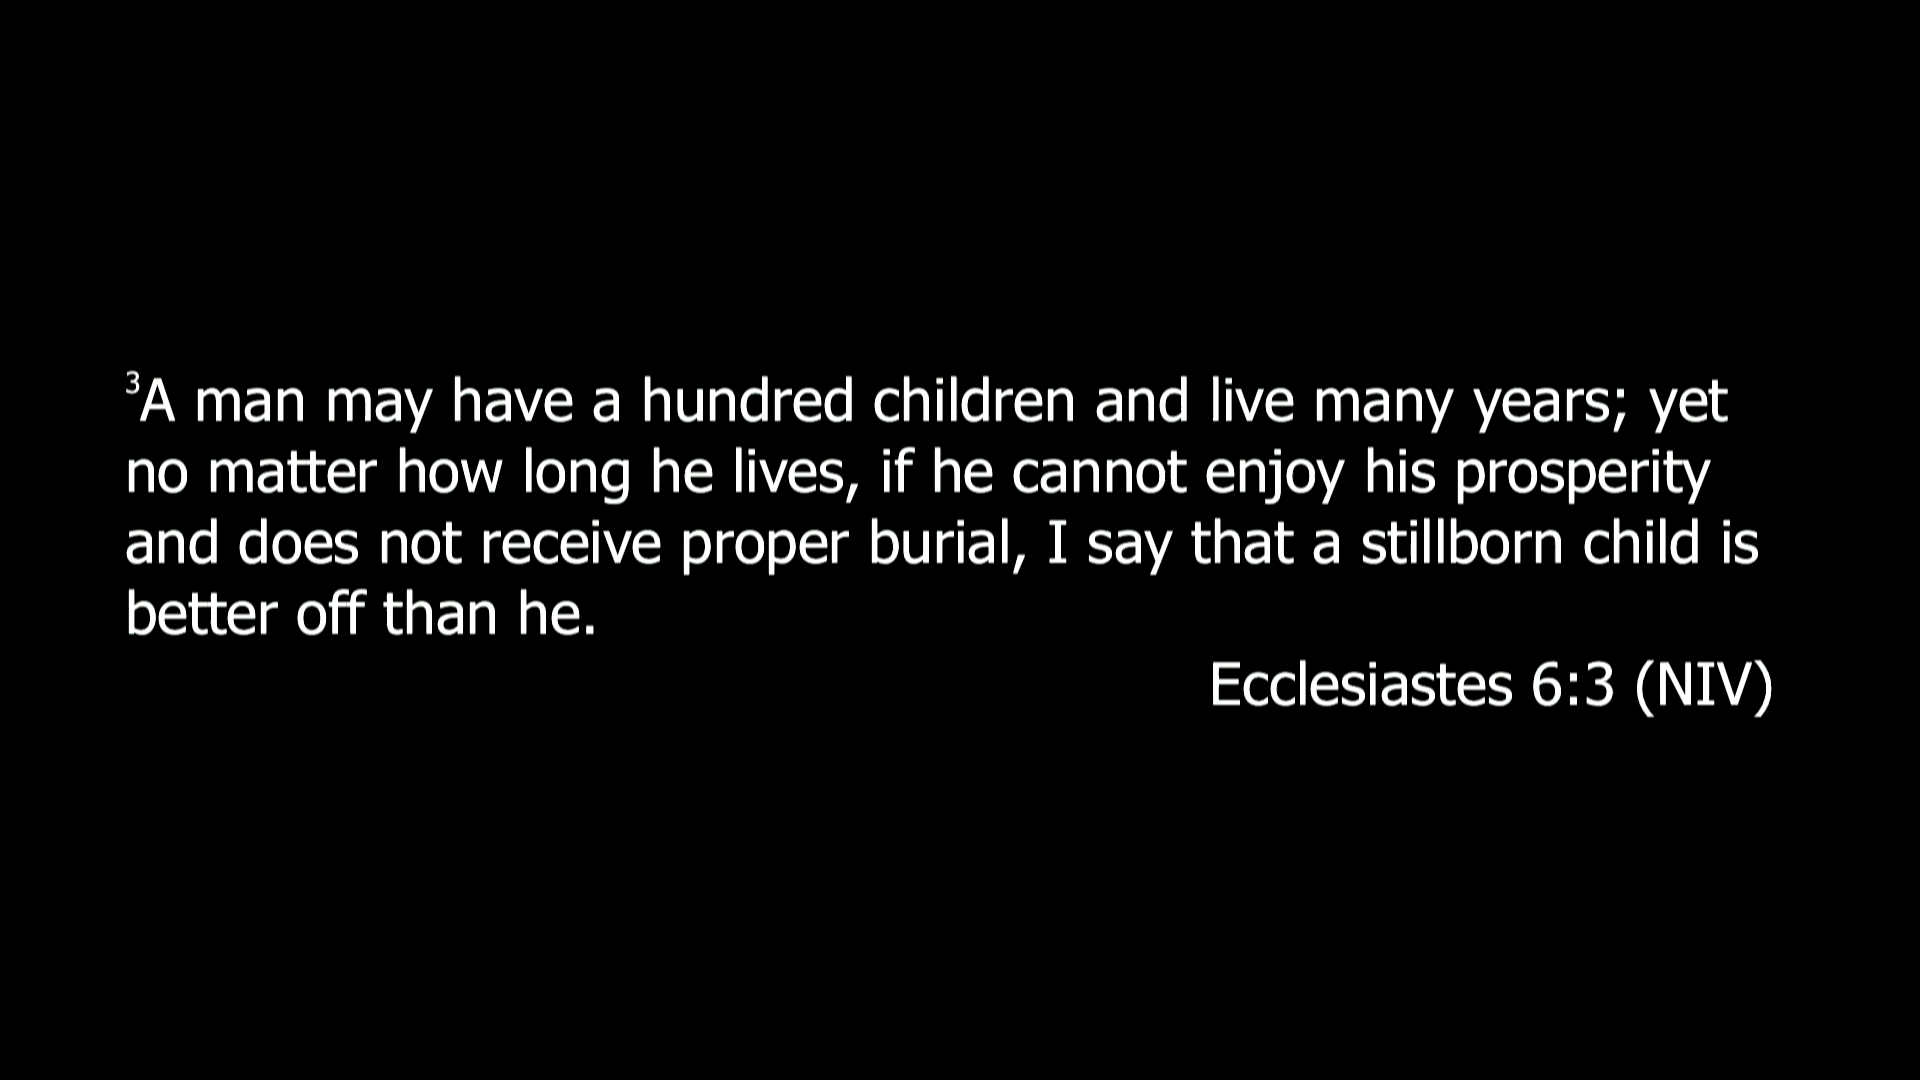 ³A man may have a hundred children and live many years; yet
no matter how long he lives, if he cannot enjoy his prosperity
and does not receive proper burial, I say that a stillborn child is
better off than he.
Ecclesiastes 6:3 (NIV)